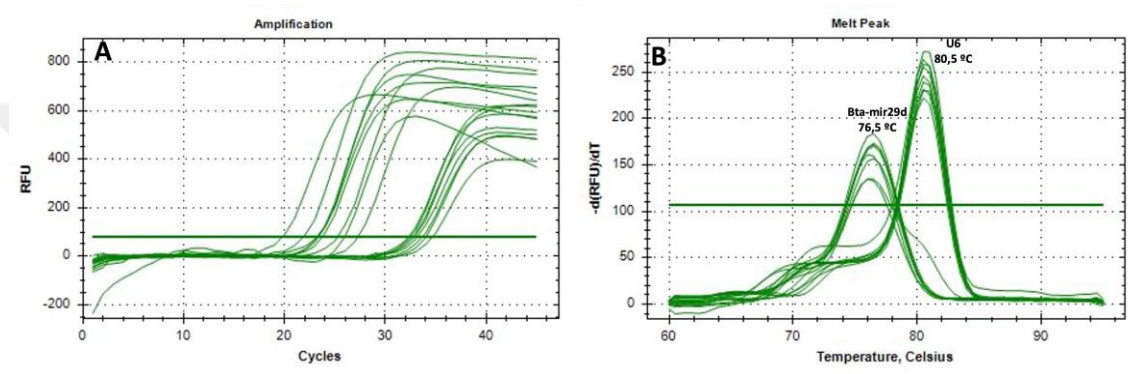 Amplification
A
RFU
800
600
400
200
0
-200
0 10 20 30 40
Cycles
Melt Peak
B
U6
80,5 ºC
Bta-mir29d
76,5 ºC
-d(RFU)/dT
250
200
150
100
50
0
60 70 80 90
Temperature, Celsius